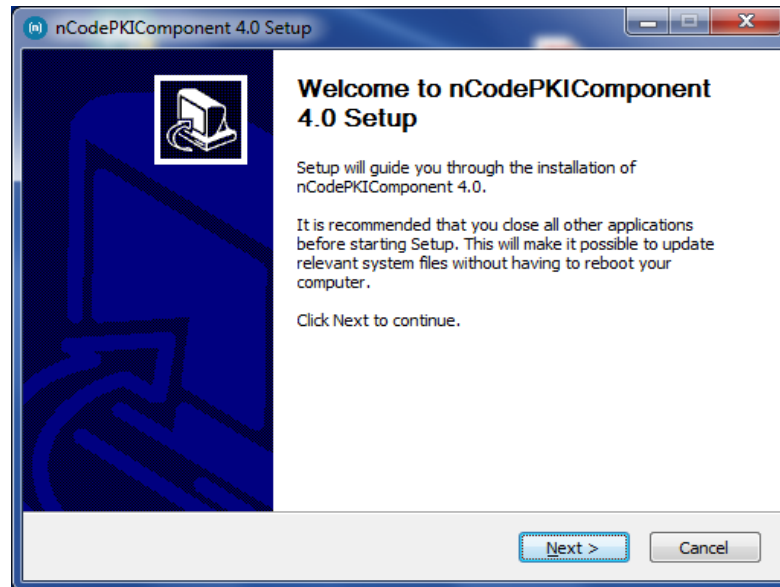 (n) nCodePKIComponent 4.0 Setup
Welcome to nCodePKIComponent
4.0 Setup
Setup will guide you through the installation of
nCodePKIComponent 4.0.
It is recommended that you close all other applications
before starting Setup. This will make it possible to update
relevant system files without having to reboot your
computer.
Click Next to continue.
Next > Cancel